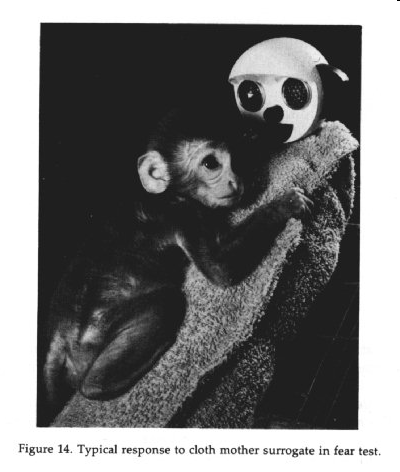 Figure 14. Typical response to cloth mother surrogate in fear test.